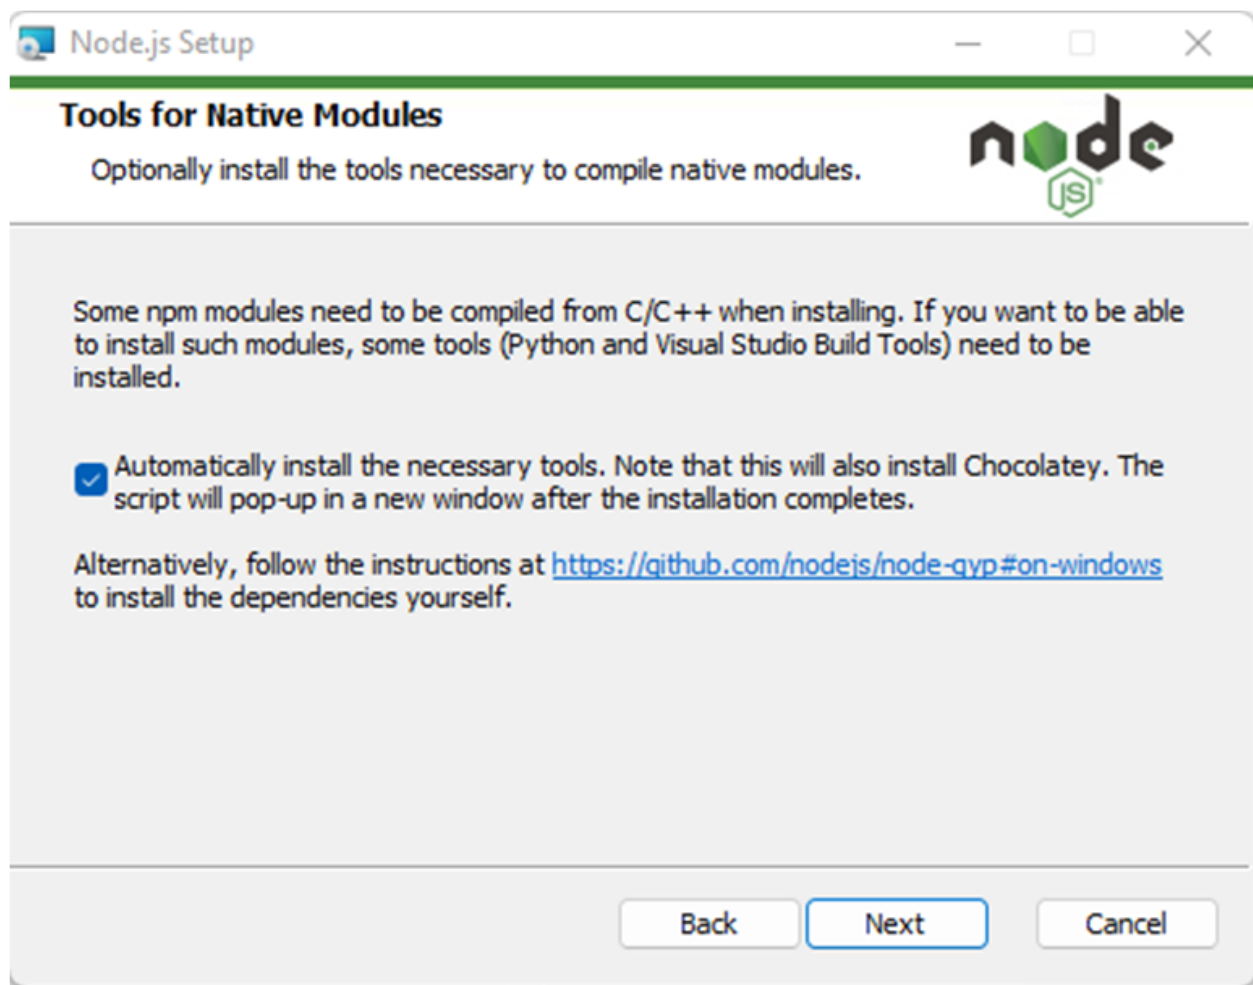 Node.js Setup
Tools for Native Modules
Optionally install the tools necessary to compile native modules.
node
JS
Some npm modules need to be compiled from C/C++ when installing. If you want to be able
to install such modules, some tools (Python and Visual Studio Build Tools) need to be
installed.
Automatically install the necessary tools. Note that this will also install Chocolatey. The
script will pop-up in a new window after the installation completes.
Alternatively, follow the instructions at https://github.com/nodejs/node-gyp#on-windows
to install the dependencies yourself.
Back
Next
Cancel